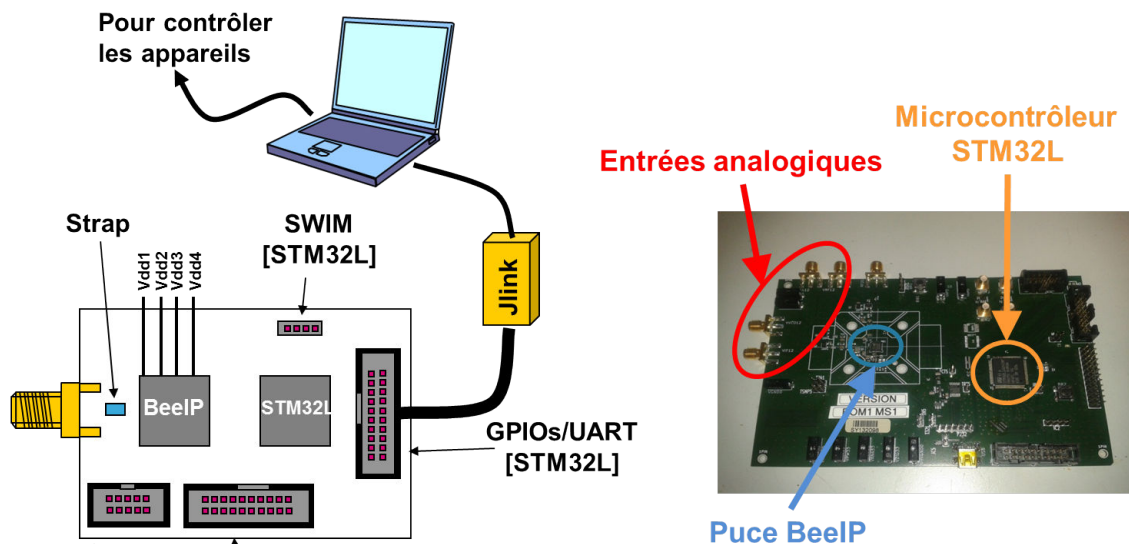 Pour contrôler
les appareils
Microcontrôleur
STM32L
Entrées analogiques
Strap
SWIM
[STM32L]
Vdd1
Vdd2
Vdd3
Vdd4
Jlink
BeeIP
STM32L
GPIOs/UART
[STM32L]
VERSION
SY132096
Puce BeeIP